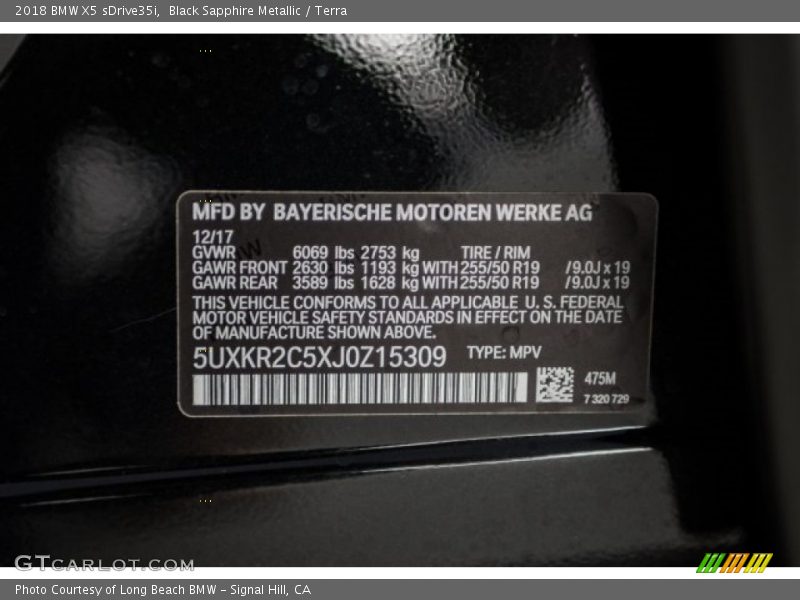 2018 BMW X5 sDrive35i,  Black Sapphire Metallic / Terra
MFD BY BAYERISCHE MOTOREN WERKE AG
12/17
GVWR 6069 lbs 2753 kg TIRE / RIM
GAWR FRONT 2630 lbs 1193 kg WITH 255/50 R19 /9.0J x 19
GAWR REAR 3589 lbs 1628 kg WITH 255/50 R19 /9.0J x 19
THIS VEHICLE CONFORMS TO ALL APPLICABLE U.S. FEDERAL
MOTOR VEHICLE SAFETY STANDARDS IN EFFECT ON THE DATE
OF MANUFACTURE SHOWN ABOVE.
5UXKR2C5XJ0Z15309 TYPE: MPV
475M
7 320 729
GTCARLOT.COM
Photo Courtesy of Long Beach BMW - Signal Hill, CA